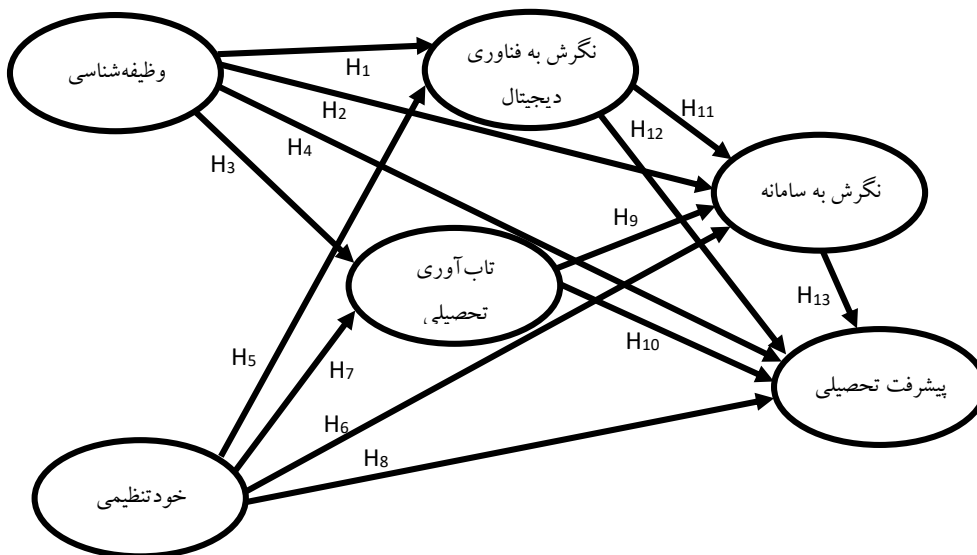 وظیفه‌شناسی
نگرش به فناوری
دیجیتال
H1
H2
H3
H4
H12
H11
نگرش به سامانه
H9
تاب‌آوری
تحصیلی
H13
H10
H5
H7
پیشرفت تحصیلی
H6
H8
خودتنظیمی